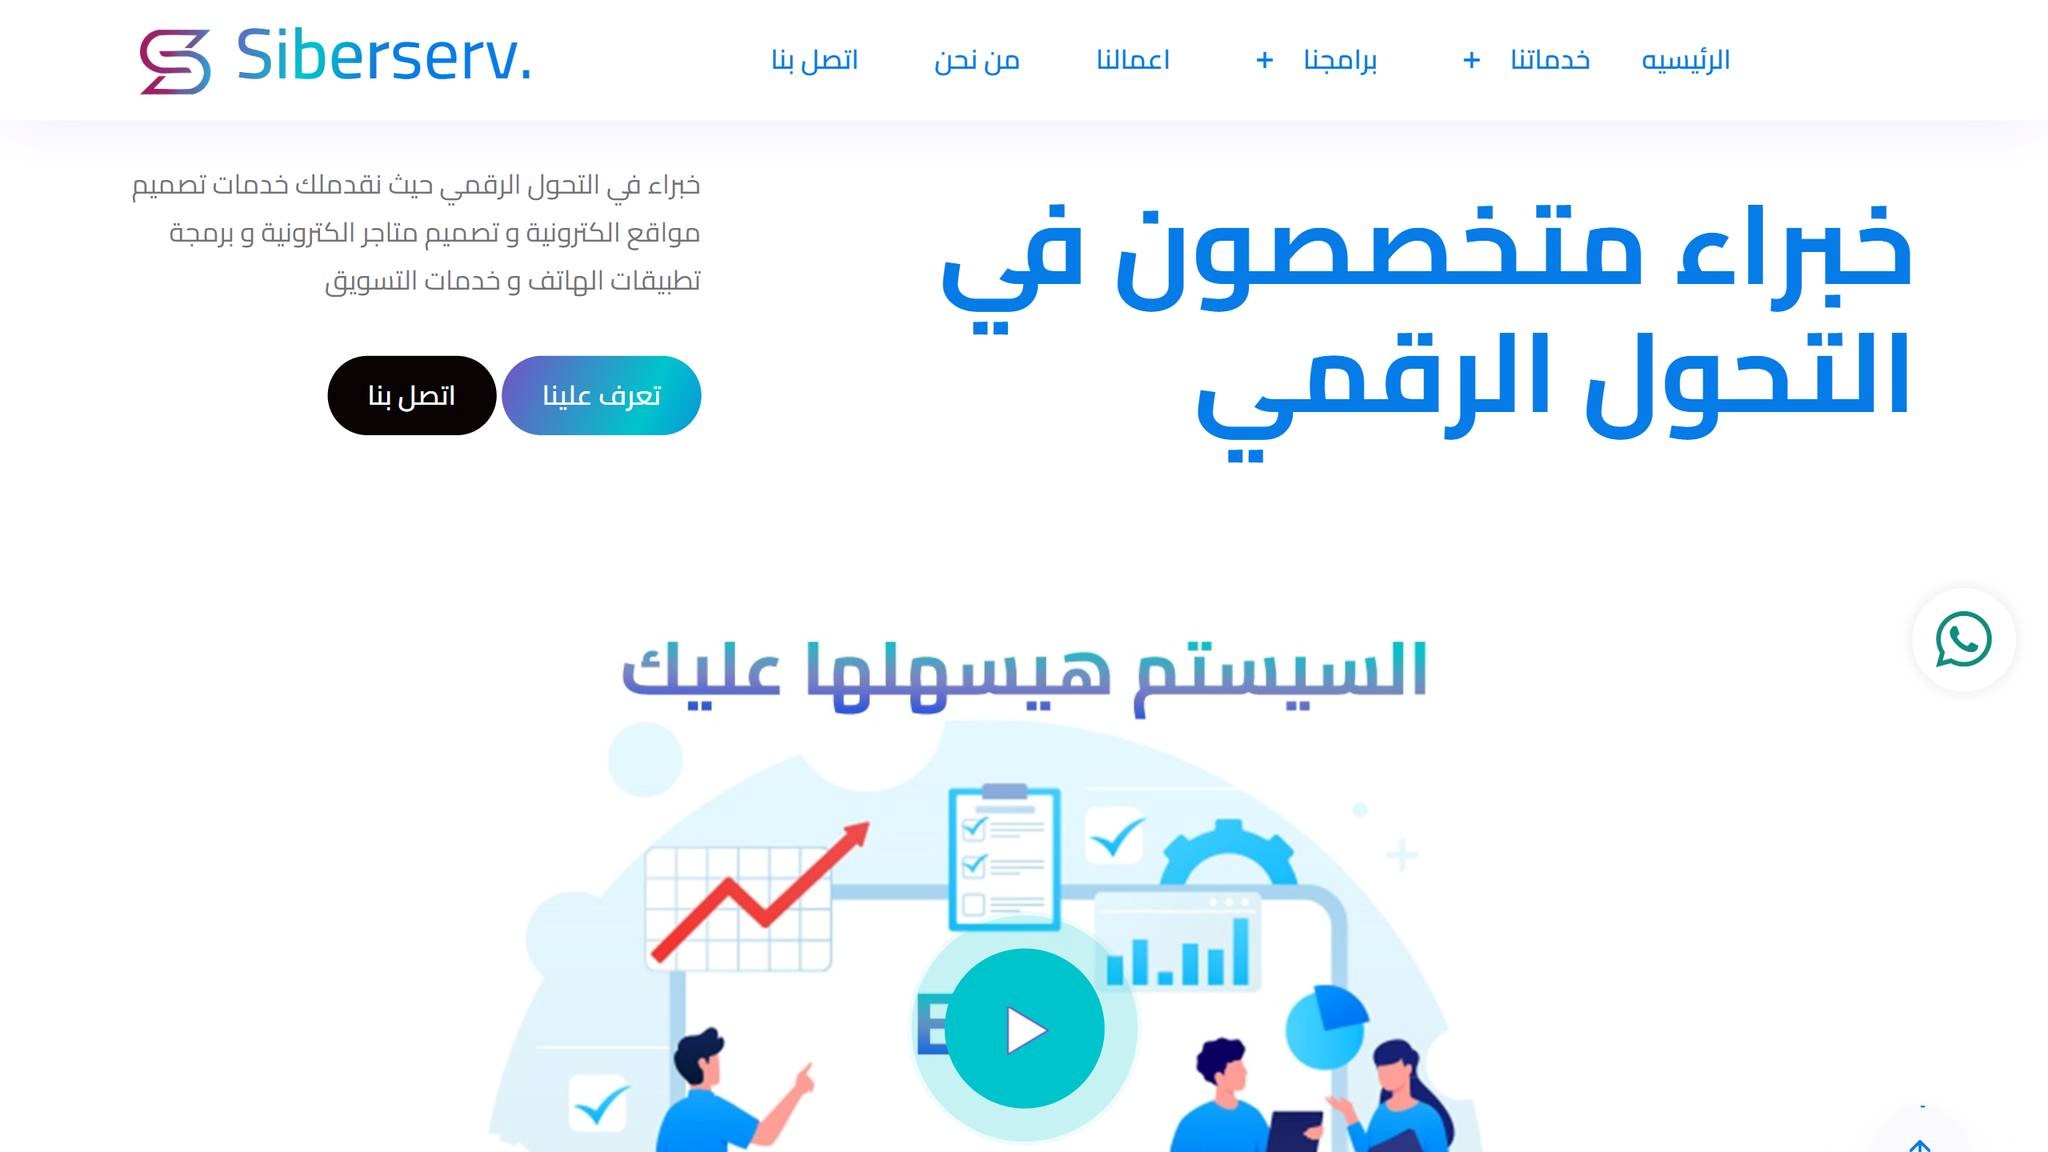 Siberserv.
الرئيسيه
خدماتنا +
برامجنا +
اعمالنا
من نحن
اتصل بنا
خبراء متخصصون في
التحول الرقمي
خبراء في التحول الرقمي حيث نقدملك خدمات تصميم
مواقع الكترونية و تصميم متاجر الكترونية و برمجة
تطبيقات الهاتف و خدمات التسويق
تعرف علينا
اتصل بنا
السيستم هيسهلها عليك